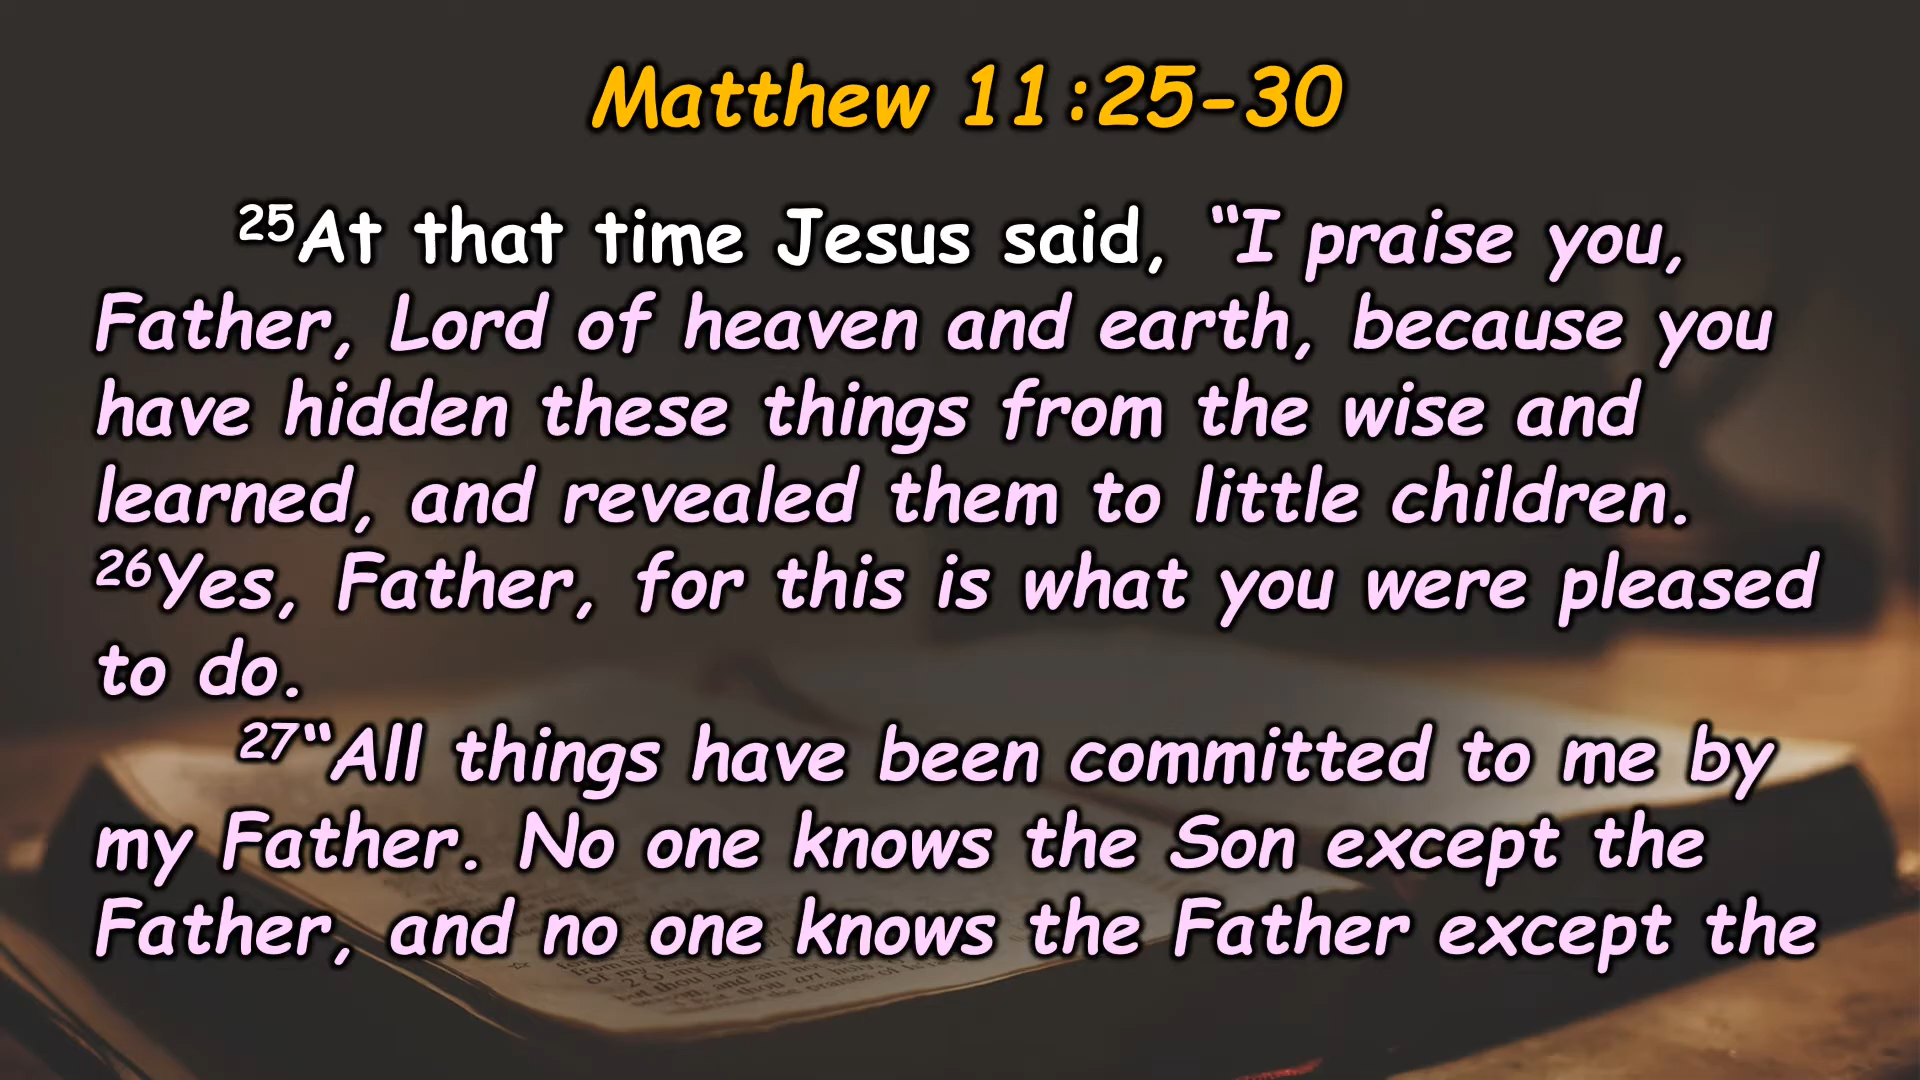 Matthew 11:25-30
25At that time Jesus said, “I praise you,
Father, Lord of heaven and earth, because you
have hidden these things from the wise and
learned, and revealed them to little children.
26Yes, Father, for this is what you were pleased
to do.
27“All things have been committed to me by
my Father. No one knows the Son except the
Father, and no one knows the Father except the